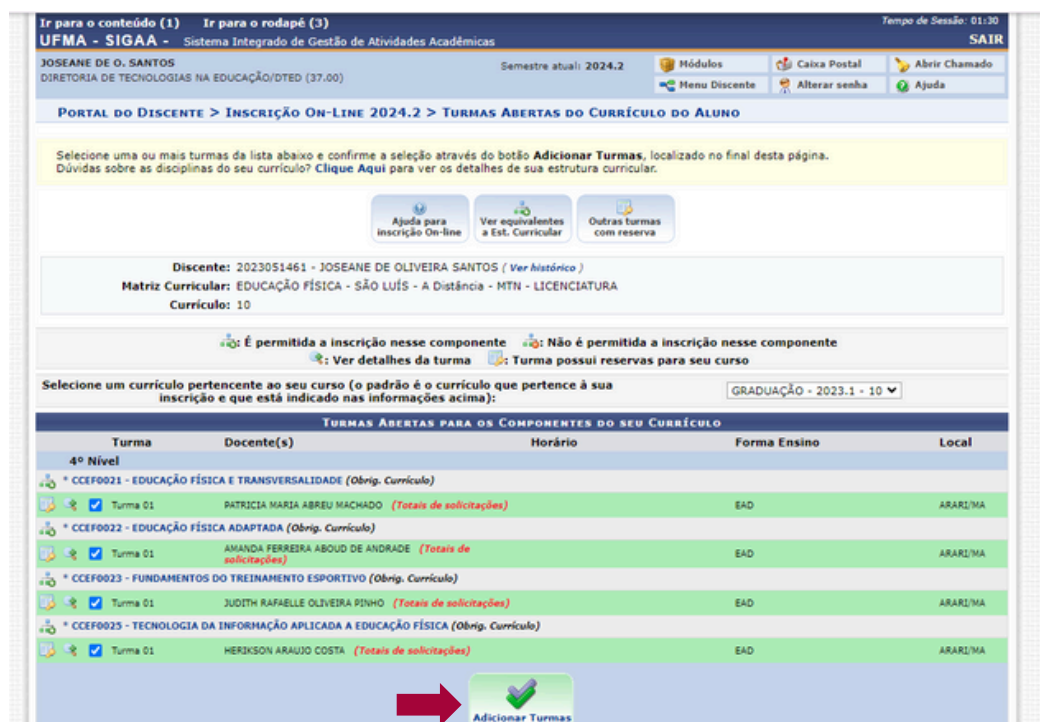 Ir para o conteúdo (1) Ir para o rodapé (3) Tempo de Sessão: 01:30
UFMA - SIGAA - Sistema Integrado de Gestão de Atividades Acadêmicas SAIR
JOSEANE DE O. SANTOS Semestre atual: 2024.2 Módulos Caixa Postal Abrir Chamado
DIRETORIA DE TECNOLOGIAS NA EDUCAÇÃO/DTED (37.00) Menu Discente Alterar senha Ajuda
PORTAL DO DISCENTE > INSCRIÇÃO ON-LINE 2024.2 > TURMAS ABERTAS DO CURRÍCULO DO ALUNO
Selecione uma ou mais turmas da lista abaixo e confirme a seleção através do botão Adicionar Turmas, localizado no final desta página.
Dúvidas sobre as disciplinas do seu currículo? Clique Aqui para ver os detalhes de sua estrutura curricular.
Ajuda para inscrição On-line
Ver equivalentes a Est. Curricular
Outras turmas com reserva
Discente: 2023051461 - JOSEANE DE OLIVEIRA SANTOS ( Ver histórico )
Matriz Curricular: EDUCAÇÃO FÍSICA - SÃO LUÍS - A Distância - MTN - LICENCIATURA
Currículo: 10
: É permitida a inscrição nesse componente : Não é permitida a inscrição nesse componente
: Ver detalhes da turma : Turma possui reservas para seu curso
Selecione um currículo pertencente ao seu curso (o padrão é o currículo que pertence à sua
inscrição e que está indicado nas informações acima): GRADUAÇÃO - 2023.1 - 10
TURMAS ABERTAS PARA OS COMPONENTES DO SEU CURRÍCULO
Turma Docente(s) Horário Forma Ensino Local
4º Nível
* CCEF0021 - EDUCAÇÃO FÍSICA E TRANSVERSALIDADE (Obrig. Currículo)
Turma 01 PATRICIA MARIA ABREU MACHADO (Totais de solicitações) EAD ARARI/MA
* CCEF0022 - EDUCAÇÃO FÍSICA ADAPTADA (Obrig. Currículo)
Turma 01 AMANDA FERREIRA ABOUD DE ANDRADE (Totais de solicitações) EAD ARARI/MA
* CCEF0023 - FUNDAMENTOS DO TREINAMENTO ESPORTIVO (Obrig. Currículo)
Turma 01 JUDITH RAFAELLE OLIVEIRA PINHO (Totais de solicitações) EAD ARARI/MA
* CCEF0025 - TECNOLOGIA DA INFORMAÇÃO APLICADA A EDUCAÇÃO FÍSICA (Obrig. Currículo)
Turma 01 HERIKSON ARAUJO COSTA (Totais de solicitações) EAD ARARI/MA
Adicionar Turmas